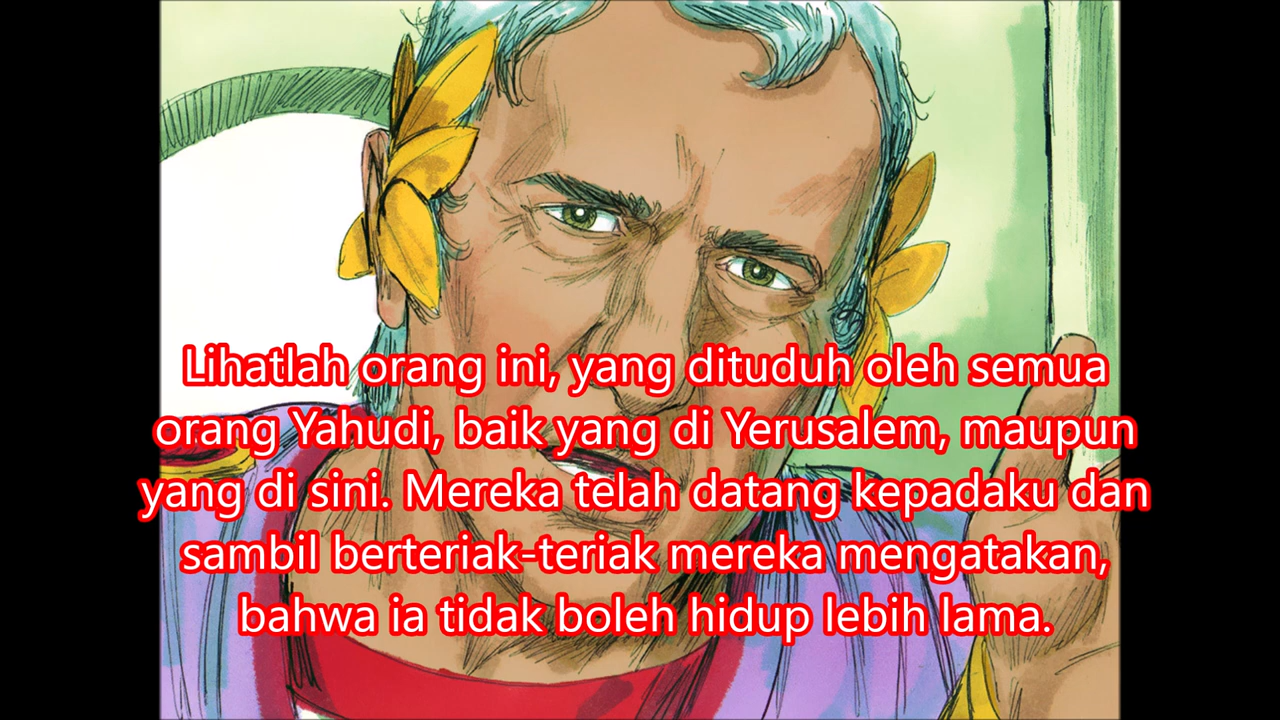 Lihatlah orang ini, yang dituduh oleh semua
orang Yahudi, baik yang di Yerusalem, maupun
yang di sini. Mereka telah datang kepadaku dan
sambil berteriak-teriak mereka mengatakan,
bahwa ia tidak boleh hidup lebih lama.